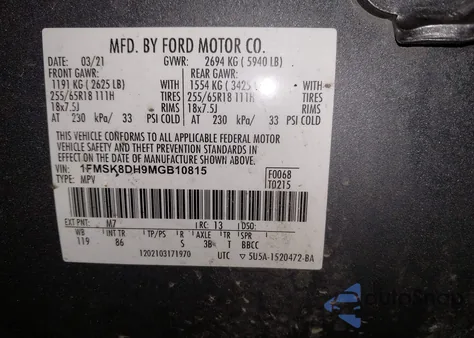 MFD. BY FORD MOTOR CO.
DATE: 03/21 GVWR: 2694 KG ( 5940 LB)
FRONT GAWR: REAR GAWR:
1191 KG ( 2625 LB) WITH 1554 KG ( 3425 WITH
255/65R18 111H TIRES 255/65R18 111H TIRES
18x7.5J RIMS 18x7.5J RIMS
AT 230 kPa/ 33 PSI COLD AT 230 kPa/ 33 PSI COLD
THIS VEHICLE CONFORMS TO ALL APPLICABLE FEDERAL MOTOR
VEHICLE SAFETY AND THEFT PREVENTION STANDARDS IN
EFFECT ON THE DATE OF MANUFACTURE SHOWN ABOVE.
VIN: 1FMSK8DH9MGB10815 F0068
TYPE: MPV T0215
EXT PNT: M7 RC: 13 DSO:
WB INT TR TP/PS R AXLE TR SPR
119 86 S 3B T BBCC
1202103171970 UTC ▽ 5U5A-1520472-BA
AutoSnap